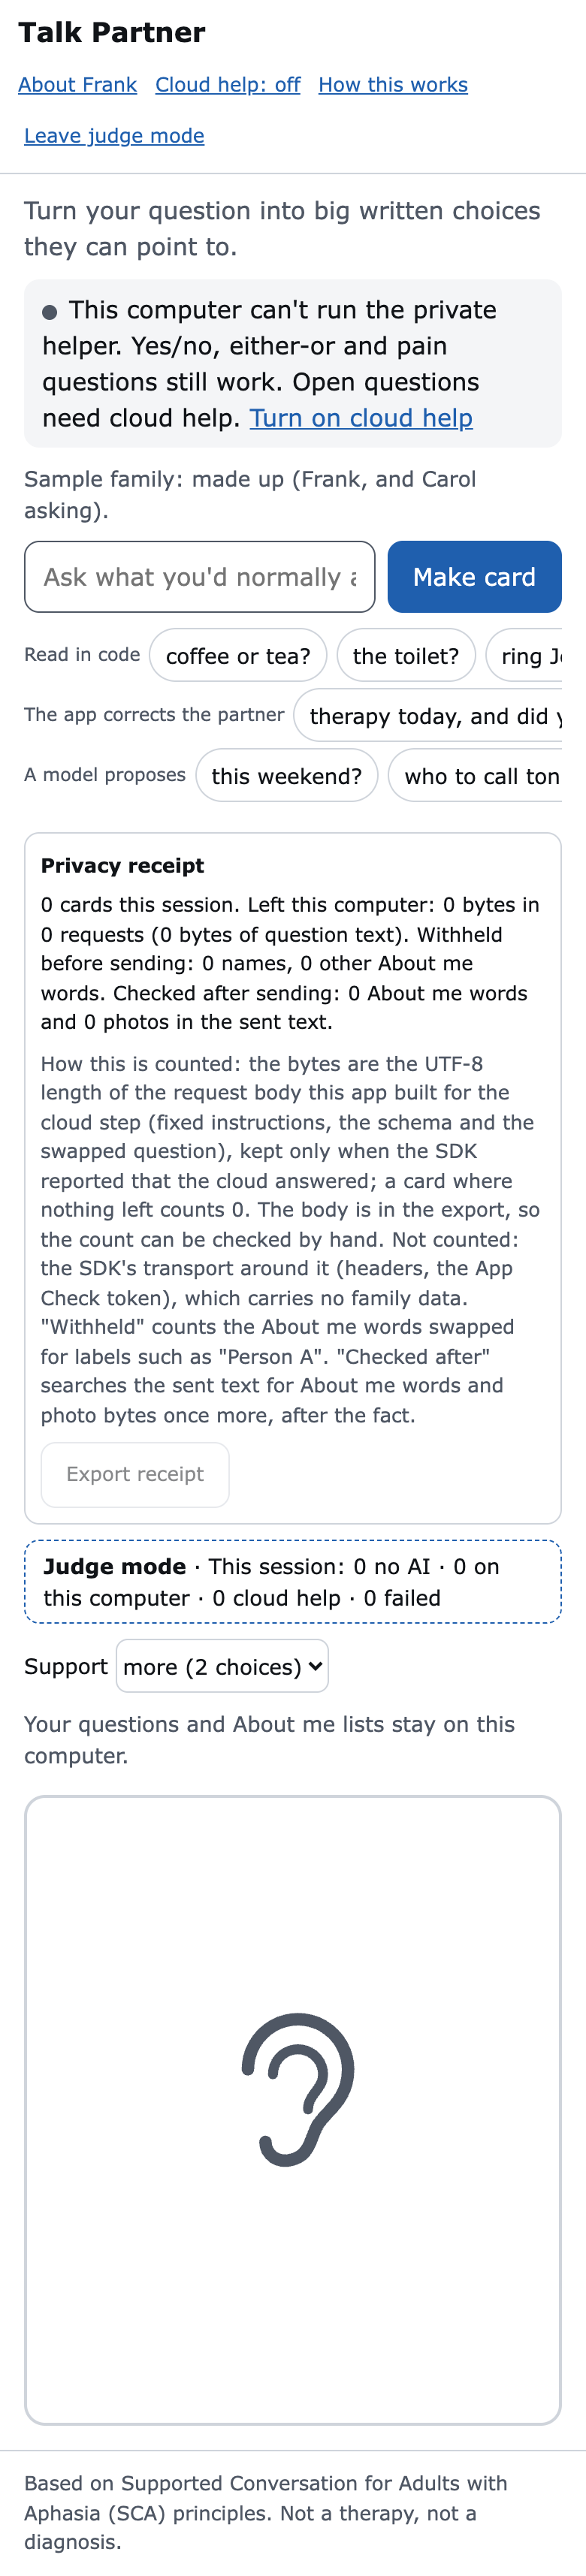 Talk Partner
About Frank Cloud help: off How this works
Leave judge mode
Turn your question into big written choices
they can point to.
This computer can't run the private
helper. Yes/no, either-or and pain
questions still work. Open questions
need cloud help. Turn on cloud help
Sample family: made up (Frank, and Carol
asking).
Ask what you'd normally Make card
Read in code coffee or tea? the toilet? ring
The app corrects the partner therapy today, and did
A model proposes this weekend? who to call ton
Privacy receipt
0 cards this session. Left this computer: 0 bytes in
0 requests (0 bytes of question text). Withheld
before sending: 0 names, 0 other About me
words. Checked after sending: 0 About me words
and 0 photos in the sent text.
How this is counted: the bytes are the UTF-8
length of the request body this app built for the
cloud step (fixed instructions, the schema and the
swapped question), kept only when the SDK
reported that the cloud answered; a card where
nothing left counts 0. The body is in the export, so
the count can be checked by hand. Not counted:
the SDK's transport around it (headers, the App
Check token), which carries no family data.
"Withheld" counts the About me words swapped
for labels such as "Person A". "Checked after"
searches the sent text for About me words and
photo bytes once more, after the fact.
Export receipt
Judge mode · This session: 0 no AI · 0 on
this computer · 0 cloud help · 0 failed
Support more (2 choices)
Your questions and About me lists stay on this
computer.
Based on Supported Conversation for Adults with
Aphasia (SCA) principles. Not a therapy, not a
diagnosis.